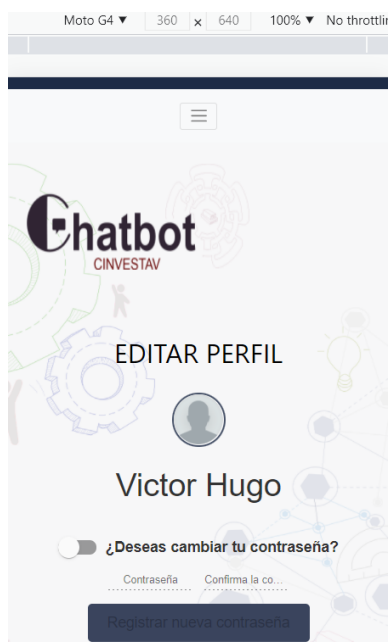 Moto G4 ▼ 360 × 640 100% ▼ No throttlin
Chatbot
CINVESTAV
EDITAR PERFIL
Victor Hugo
¿Deseas cambiar tu contraseña?
Contraseña Confirma la co...
Registrar nueva contraseña